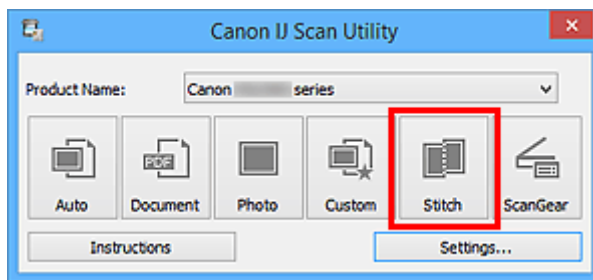 Canon IJ Scan Utility
Product Name: Canon series
PDF
Auto Document Photo Custom Stitch ScanGear
Instructions Settings...